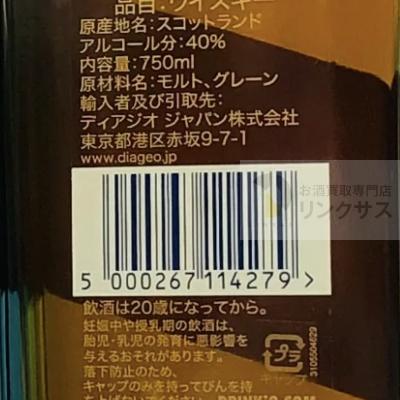 品目:ウイスキー
原産地名:スコットランド
アルコール分:40%
内容量:750ml
原材料名:モルト、グレーン
輸入者及び引取先:
ディアジオ ジャパン株式会社
東京都港区赤坂9-7-1
www.diageo.jp
お酒買取専門店
リンクサス
5 000267 114279 >
飲酒は20歳になってから。
妊娠中や授乳期の飲酒は、
胎児・乳児の発育に悪影響を
与えるおそれがあります。
プラ
キャップ
3105504629
落下防止のため、
キャップのみを持ってびんを持